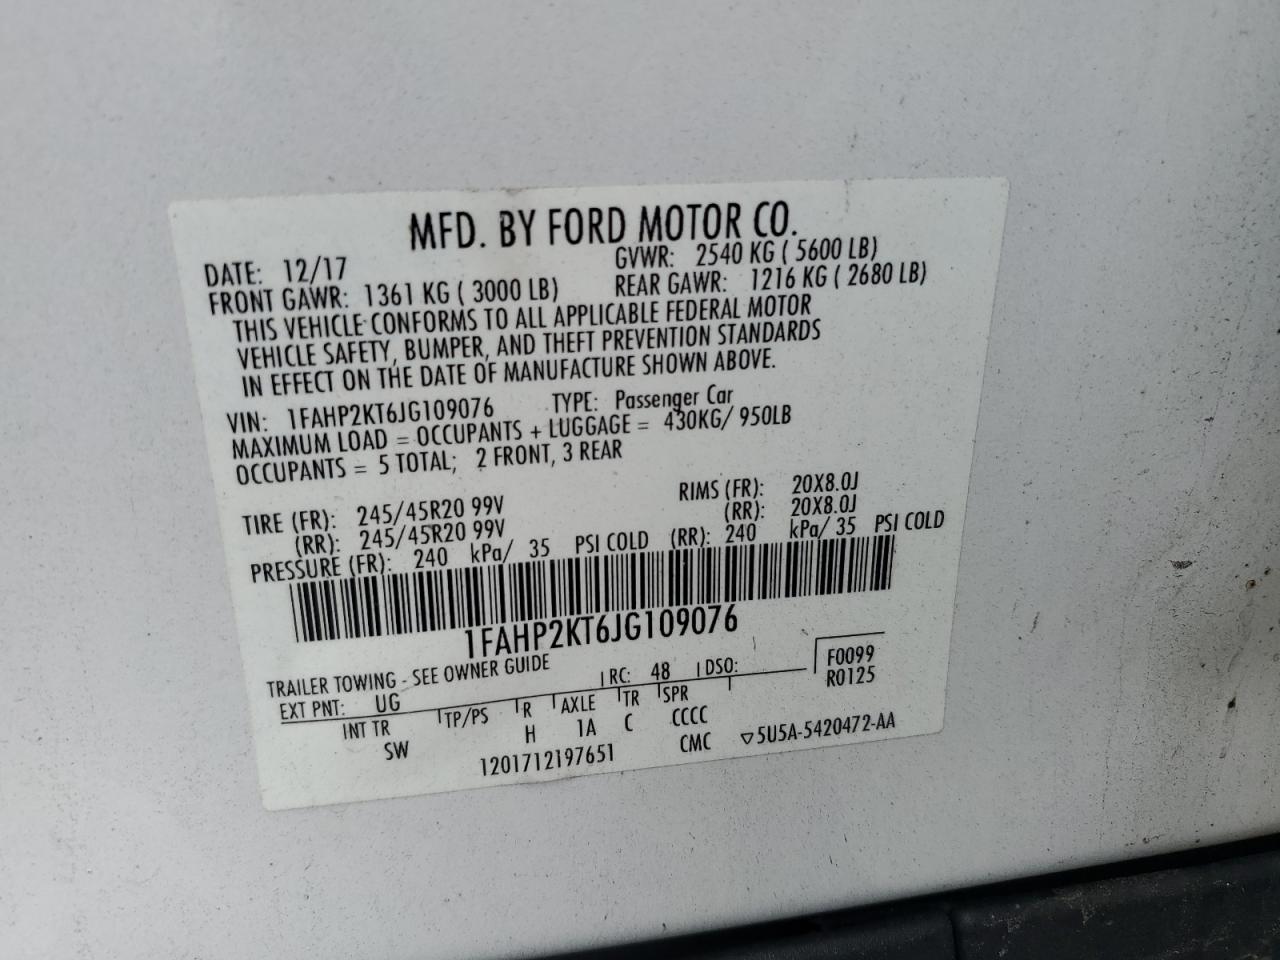 MFD. BY FORD MOTOR CO.
DATE: 12/17 GVWR: 2540 KG ( 5600 LB)
FRONT GAWR: 1361 KG ( 3000 LB) REAR GAWR: 1216 KG ( 2680 LB)
THIS VEHICLE CONFORMS TO ALL APPLICABLE FEDERAL MOTOR
VEHICLE SAFETY, BUMPER, AND THEFT PREVENTION STANDARDS
IN EFFECT ON THE DATE OF MANUFACTURE SHOWN ABOVE.
VIN: 1FAHP2KT6JG109076 TYPE: Passenger Car
MAXIMUM LOAD = OCCUPANTS + LUGGAGE = 430KG/ 950LB
OCCUPANTS = 5 TOTAL; 2 FRONT, 3 REAR
TIRE (FR): 245/45R20 99V RIMS (FR): 20X8.0J
(RR): 245/45R20 99V (RR): 20X8.0J
PRESSURE (FR): 240 kPa/ 35 PSI COLD (RR): 240 kPa/ 35 PSI COLD
1FAHP2KT6JG109076
TRAILER TOWING - SEE OWNER GUIDE F0099
EXT PNT: UG RC: 48 DSO: R0125
INT TR TP/PS R AXLE TR SPR
SW H 1A C CCCC
1201712197651 CMC ▽5U5A-5420472-AA